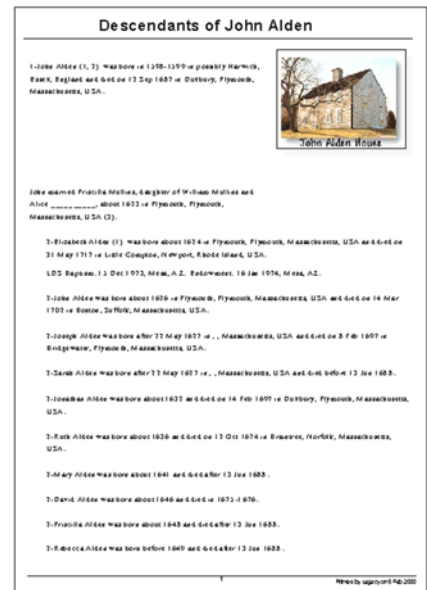 Descendants of John Alden
1-John Alden (1, 2) was born in 1598-1599 in possibly Harwich,
Essex, England and died on 12 Sep 1687 in Duxbury, Plymouth,
Massachusetts, USA.
John Alden House
John married Priscilla Mullins, daughter of William Mullins and
Alice __________, about 1623 in Plymouth, Plymouth,
Massachusetts, USA (3).
2-Elizabeth Alden (1) was born about 1624 in Plymouth, Plymouth, Massachusetts, USA and died on
31 May 1717 in Little Compton, Newport, Rhode Island, USA.
LDS Baptism: 13 Dec 1973, Mesa, AZ. Endowment: 16 Jan 1974, Mesa, AZ.
2-John Alden was born about 1626 in Plymouth, Plymouth, Massachusetts, USA and died on 14 Mar
1702 in Boston, Suffolk, Massachusetts, USA.
2-Joseph Alden was born after 22 May 1627 in , , Massachusetts, USA and died on 8 Feb 1697 in
Bridgewater, Plymouth, Massachusetts, USA.
2-Sarah Alden was born after 22 May 1627 in , , Massachusetts, USA and died before 13 Jun 1688.
2-Jonathan Alden was born about 1632 and died on 14 Feb 1697 in Duxbury, Plymouth, Massachusetts,
USA.
2-Ruth Alden was born about 1636 and died on 12 Oct 1674 in Braintree, Norfolk, Massachusetts,
USA.
2-Mary Alden was born about 1641 and died after 13 Jun 1688.
2-David Alden was born about 1646 and died in 1673-1676.
2-Priscilla Alden was born about 1648 and died after 13 Jun 1688.
2-Rebecca Alden was born before 1649 and died after 13 Jun 1688.
1
Feb 2000